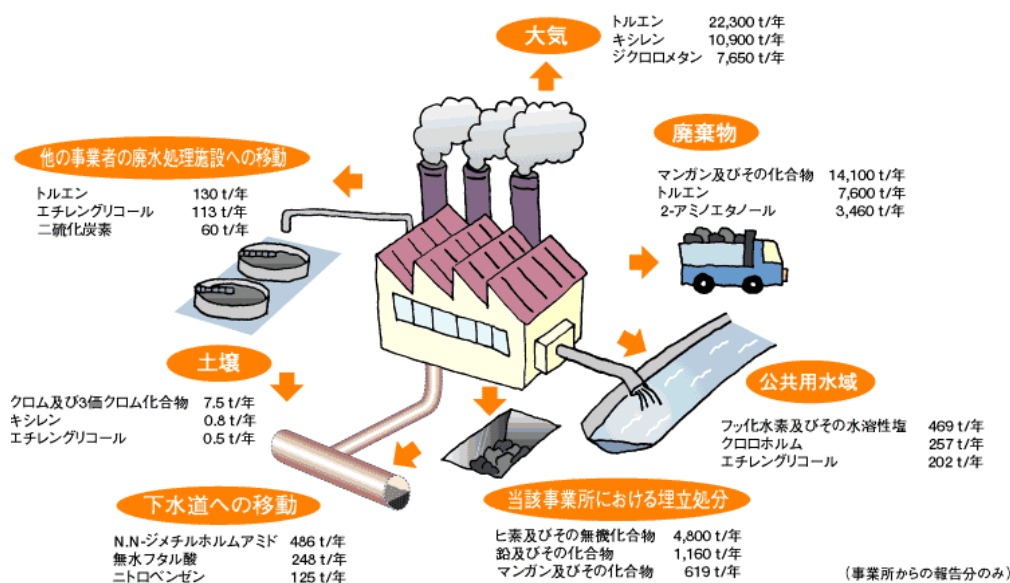 大気
トルエン 22,300 t/年
キシレン 10,900 t/年
ジクロロメタン 7,650 t/年
廃棄物
マンガン及びその化合物 14,100 t/年
トルエン 7,600 t/年
2-アミノエタノール 3,460 t/年
他の事業者の廃水処理施設への移動
トルエン 130 t/年
エチレングリコール 113 t/年
二硫化炭素 60 t/年
土壌
クロム及び3価クロム化合物 7.5 t/年
キシレン 0.8 t/年
エチレングリコール 0.5 t/年
公共用水域
フッ化水素及びその水溶性塩 469 t/年
クロロホルム 257 t/年
エチレングリコール 202 t/年
下水道への移動
N.N-ジメチルホルムアミド 486 t/年
無水フタル酸 248 t/年
ニトロベンゼン 125 t/年
当該事業所における埋立処分
ヒ素及びその無機化合物 4,800 t/年
鉛及びその化合物 1,160 t/年
マンガン及びその化合物 619 t/年
(事業所からの報告分のみ)